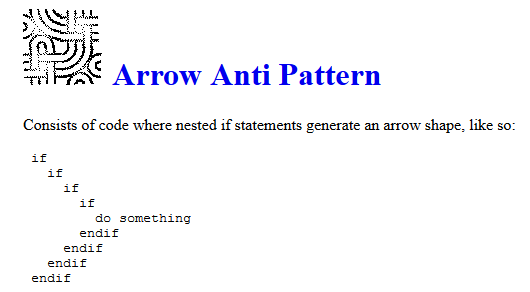 Arrow Anti Pattern
Consists of code where nested if statements generate an arrow shape, like so:
if
if
if
if
do something
endif
endif
endif
endif